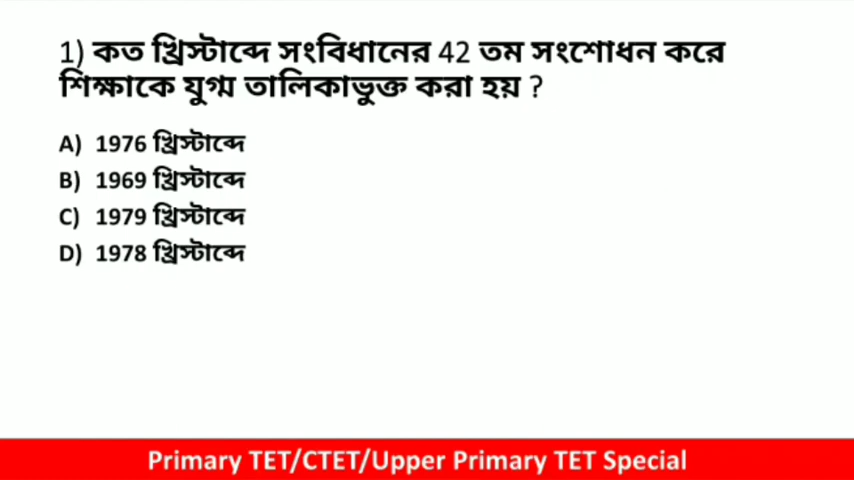 1) কত খ্রিস্টাব্দে সংবিধানের 42 তম সংশোধন করে
শিক্ষাকে যুগ্ম তালিকাভুক্ত করা হয় ?
A) 1976 খ্রিস্টাব্দে
B) 1969 খ্রিস্টাব্দে
C) 1979 খ্রিস্টাব্দে
D) 1978 খ্রিস্টাব্দে
Primary TET/CTET/Upper Primary TET Special